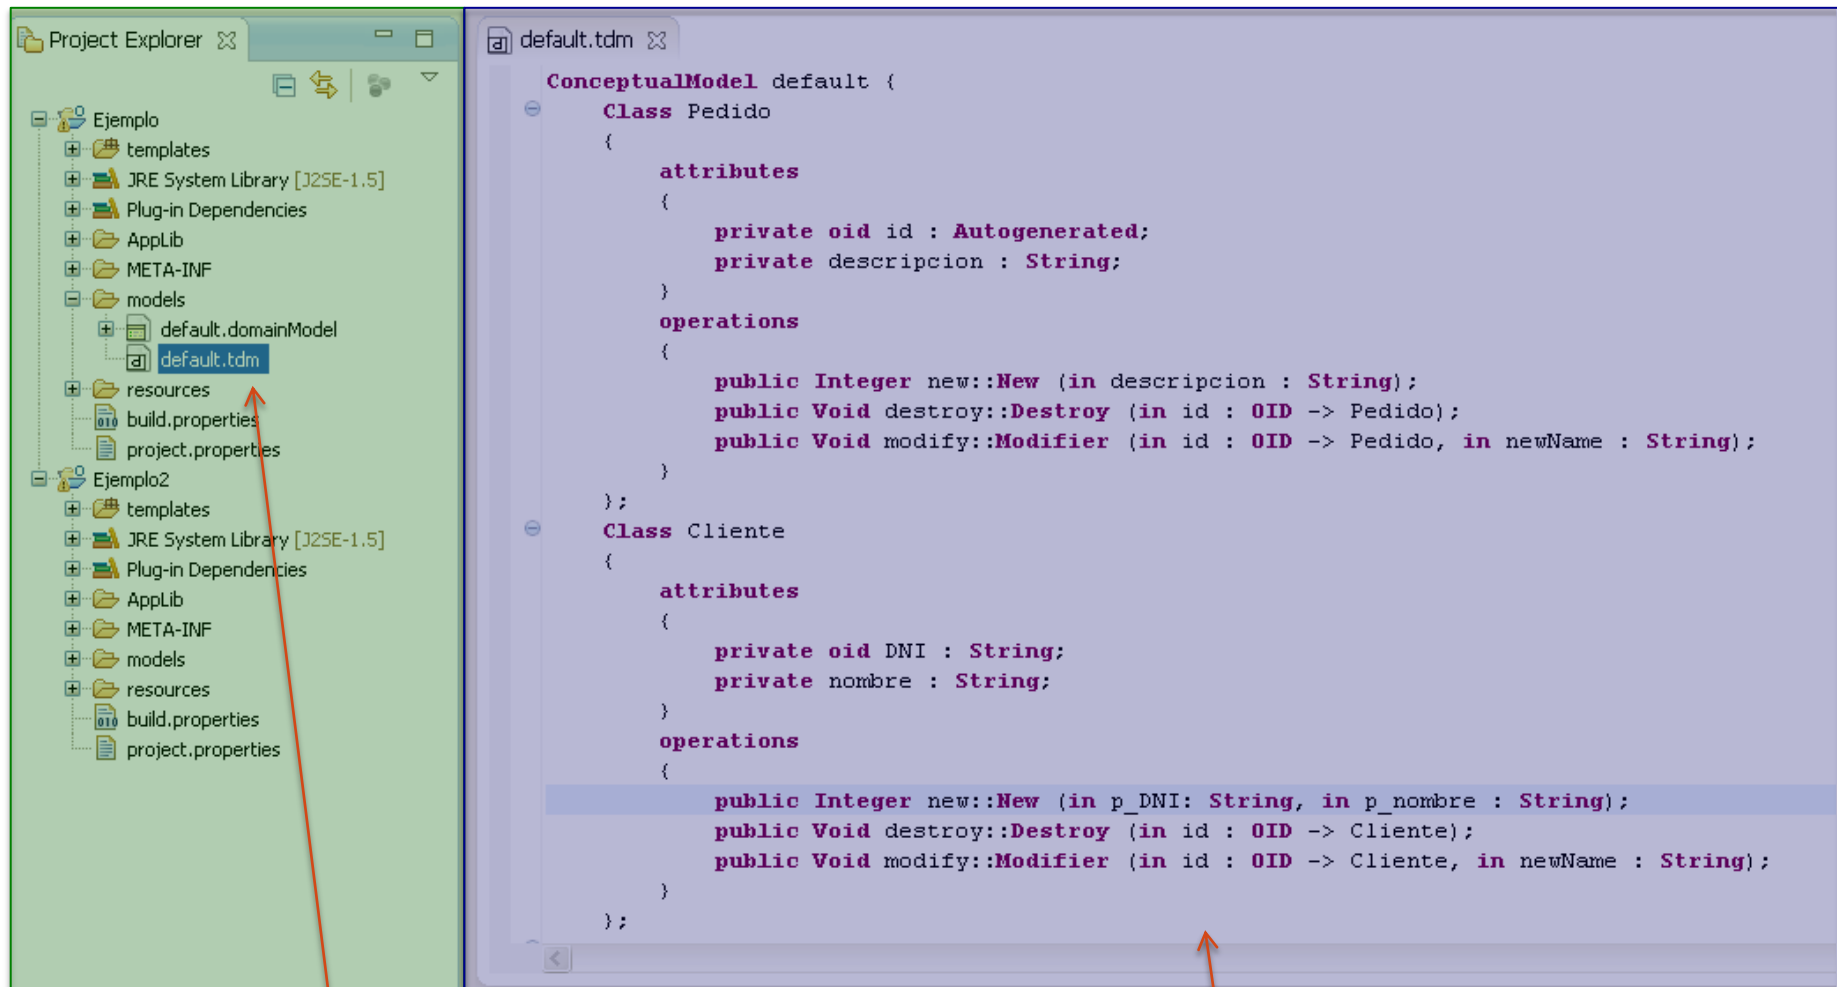 Project Explorer
Ejemplo
templates
JRE System Library [J2SE-1.5]
Plug-in Dependencies
AppLib
META-INF
models
default.domainModel
default.tdm
resources
build.properties
project.properties
Ejemplo2
templates
JRE System Library [J2SE-1.5]
Plug-in Dependencies
AppLib
META-INF
models
resources
build.properties
project.properties
default.tdm
ConceptualModel default {
Class Pedido
{
attributes
{
private oid id : Autogenerated;
private descripcion : String;
}
operations
{
public Integer new::New (in descripcion : String);
public Void destroy::Destroy (in id : OID -> Pedido);
public Void modify::Modifier (in id : OID -> Pedido, in newName : String);
}
};
Class Cliente
{
attributes
{
private oid DNI : String;
private nombre : String;
}
operations
{
public Integer new::New (in p_DNI: String, in p_nombre : String);
public Void destroy::Destroy (in id : OID -> Cliente);
public Void modify::Modifier (in id : OID -> Cliente, in newName : String);
}
};